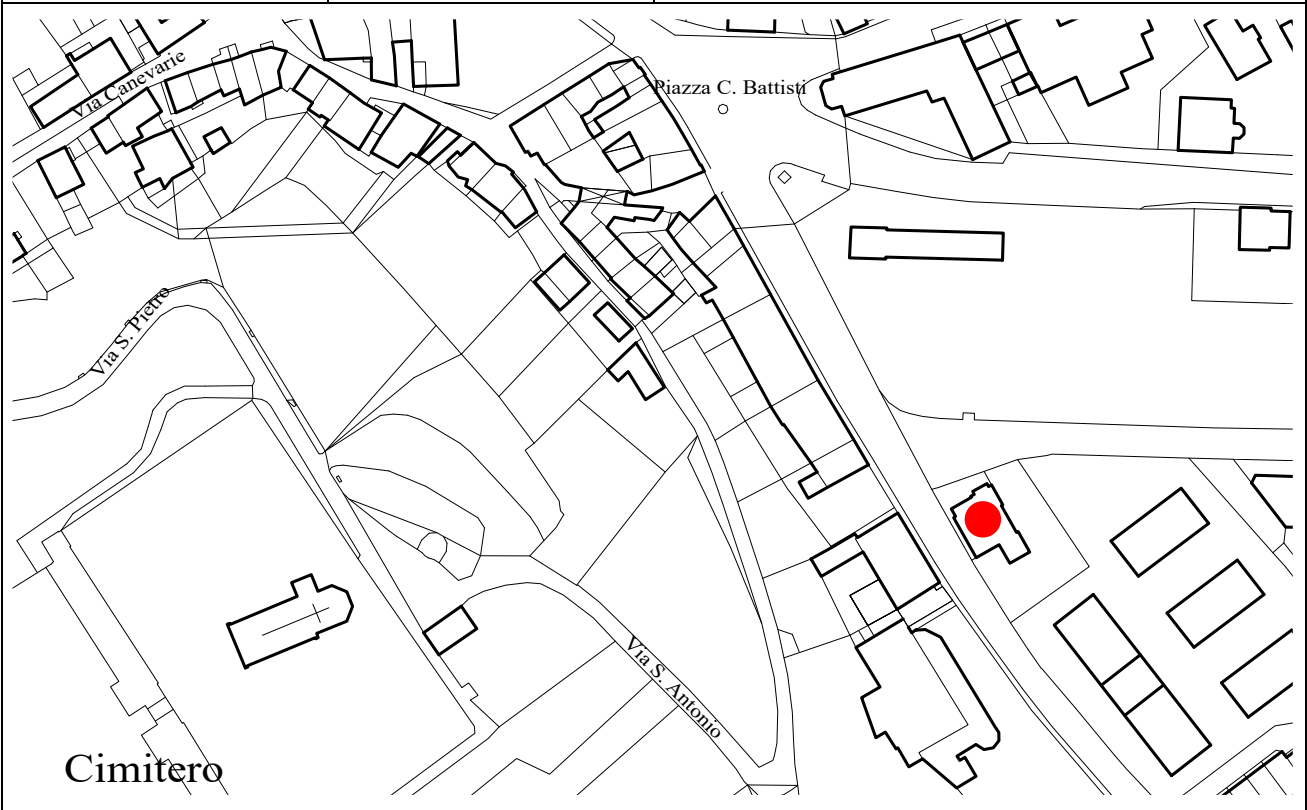 Via Canevarie
Piazza C. Battisti
Via S. Pietro
Via S. Antonio
Cimitero